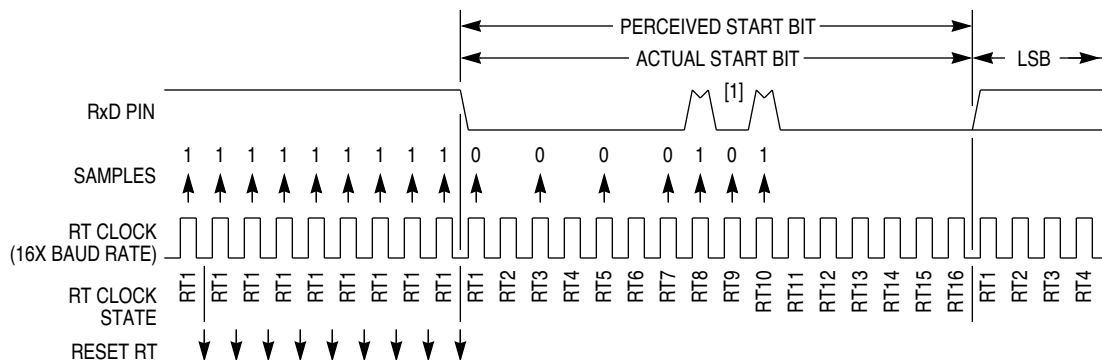 PERCEIVED START BIT
ACTUAL START BIT
LSB
RxD PIN
[1]
SAMPLES
1 1 1 1 1 1 1 1 1 0 0 0 0 1 0 1
RT CLOCK
(16X BAUD RATE)
RT CLOCK
STATE
RT1 RT1 RT1 RT1 RT1 RT1 RT1 RT1 RT1 RT1 RT2 RT3 RT4 RT5 RT6 RT7 RT8 RT9 RT10 RT11 RT12 RT13 RT14 RT15 RT16 RT1 RT2 RT3 RT4
RESET RT